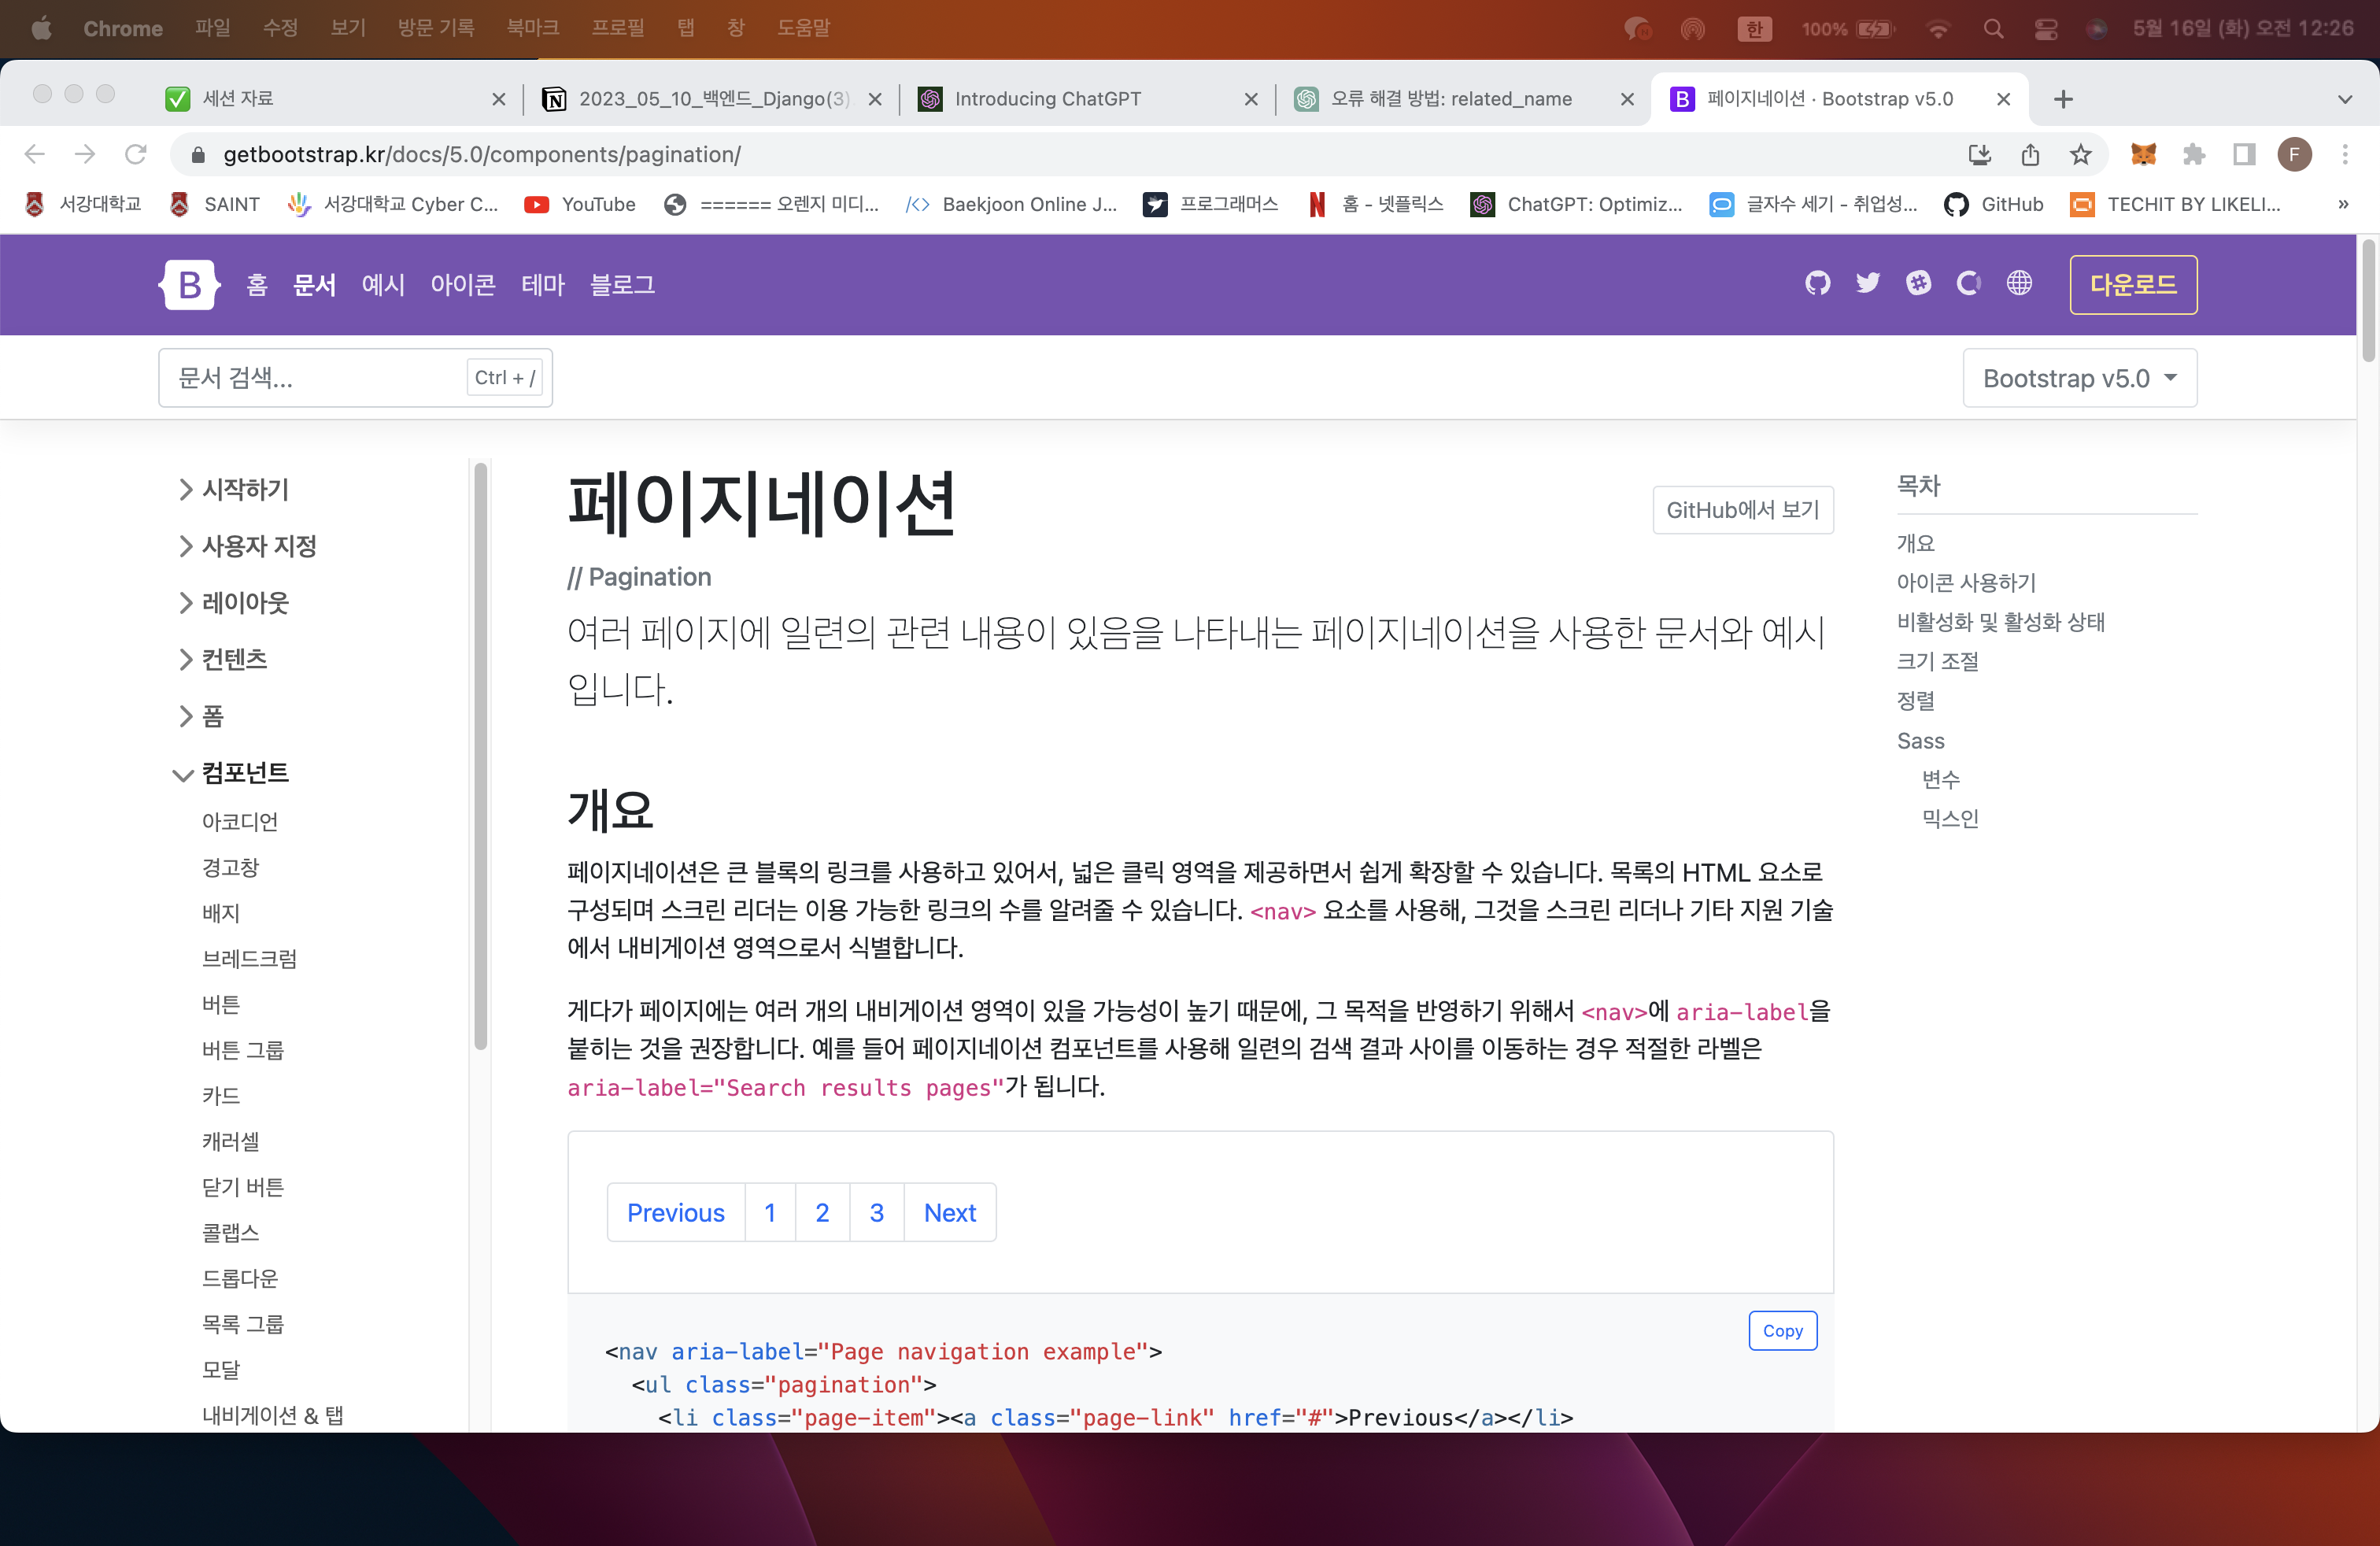 Chrome 파일 수정 보기 방문 기록 북마크 프로필 탭 창 도움말 한 100% 5월 16일 (화) 오전 12:26
세션 자료 2023_05_10_백엔드_Django(3) Introducing ChatGPT 오류 해결 방법: related_name B 페이지네이션 · Bootstrap v5.0
getbootstrap.kr/docs/5.0/components/pagination/ F
서강대학교 SAINT 서강대학교 Cyber C... YouTube ====== 오렌지 미디... Baekjoon Online J... 프로그래머스 홈 - 넷플릭스 ChatGPT: Optimiz... 글자수 세기 - 취업성... GitHub TECHIT BY LIKELI... »
B 홈 문서 예시 아이콘 테마 블로그 다운로드
문서 검색... Ctrl + / Bootstrap v5.0
시작하기
사용자 지정
레이아웃
컨텐츠
폼
컴포넌트
아코디언
경고창
배지
브레드크럼
버튼
버튼 그룹
카드
캐러셀
닫기 버튼
콜랩스
드롭다운
목록 그룹
모달
내비게이션 & 탭
페이지네이션
GitHub에서 보기
// Pagination
여러 페이지에 일련의 관련 내용이 있음을 나타내는 페이지네이션을 사용한 문서와 예시
입니다.
개요
페이지네이션은 큰 블록의 링크를 사용하고 있어서, 넓은 클릭 영역을 제공하면서 쉽게 확장할 수 있습니다. 목록의 HTML 요소로
구성되며 스크린 리더는 이용 가능한 링크의 수를 알려줄 수 있습니다. <nav> 요소를 사용해, 그것을 스크린 리더나 기타 지원 기술
에서 내비게이션 영역으로서 식별합니다.
게다가 페이지에는 여러 개의 내비게이션 영역이 있을 가능성이 높기 때문에, 그 목적을 반영하기 위해서 <nav>에 aria-label을
붙히는 것을 권장합니다. 예를 들어 페이지네이션 컴포넌트를 사용해 일련의 검색 결과 사이를 이동하는 경우 적절한 라벨은
aria-label="Search results pages"가 됩니다.
Previous 1 2 3 Next
Copy
<nav aria-label="Page navigation example">
<ul class="pagination">
<li class="page-item"><a class="page-link" href="#">Previous</a></li>
목차
개요
아이콘 사용하기
비활성화 및 활성화 상태
크기 조절
정렬
Sass
변수
믹스인